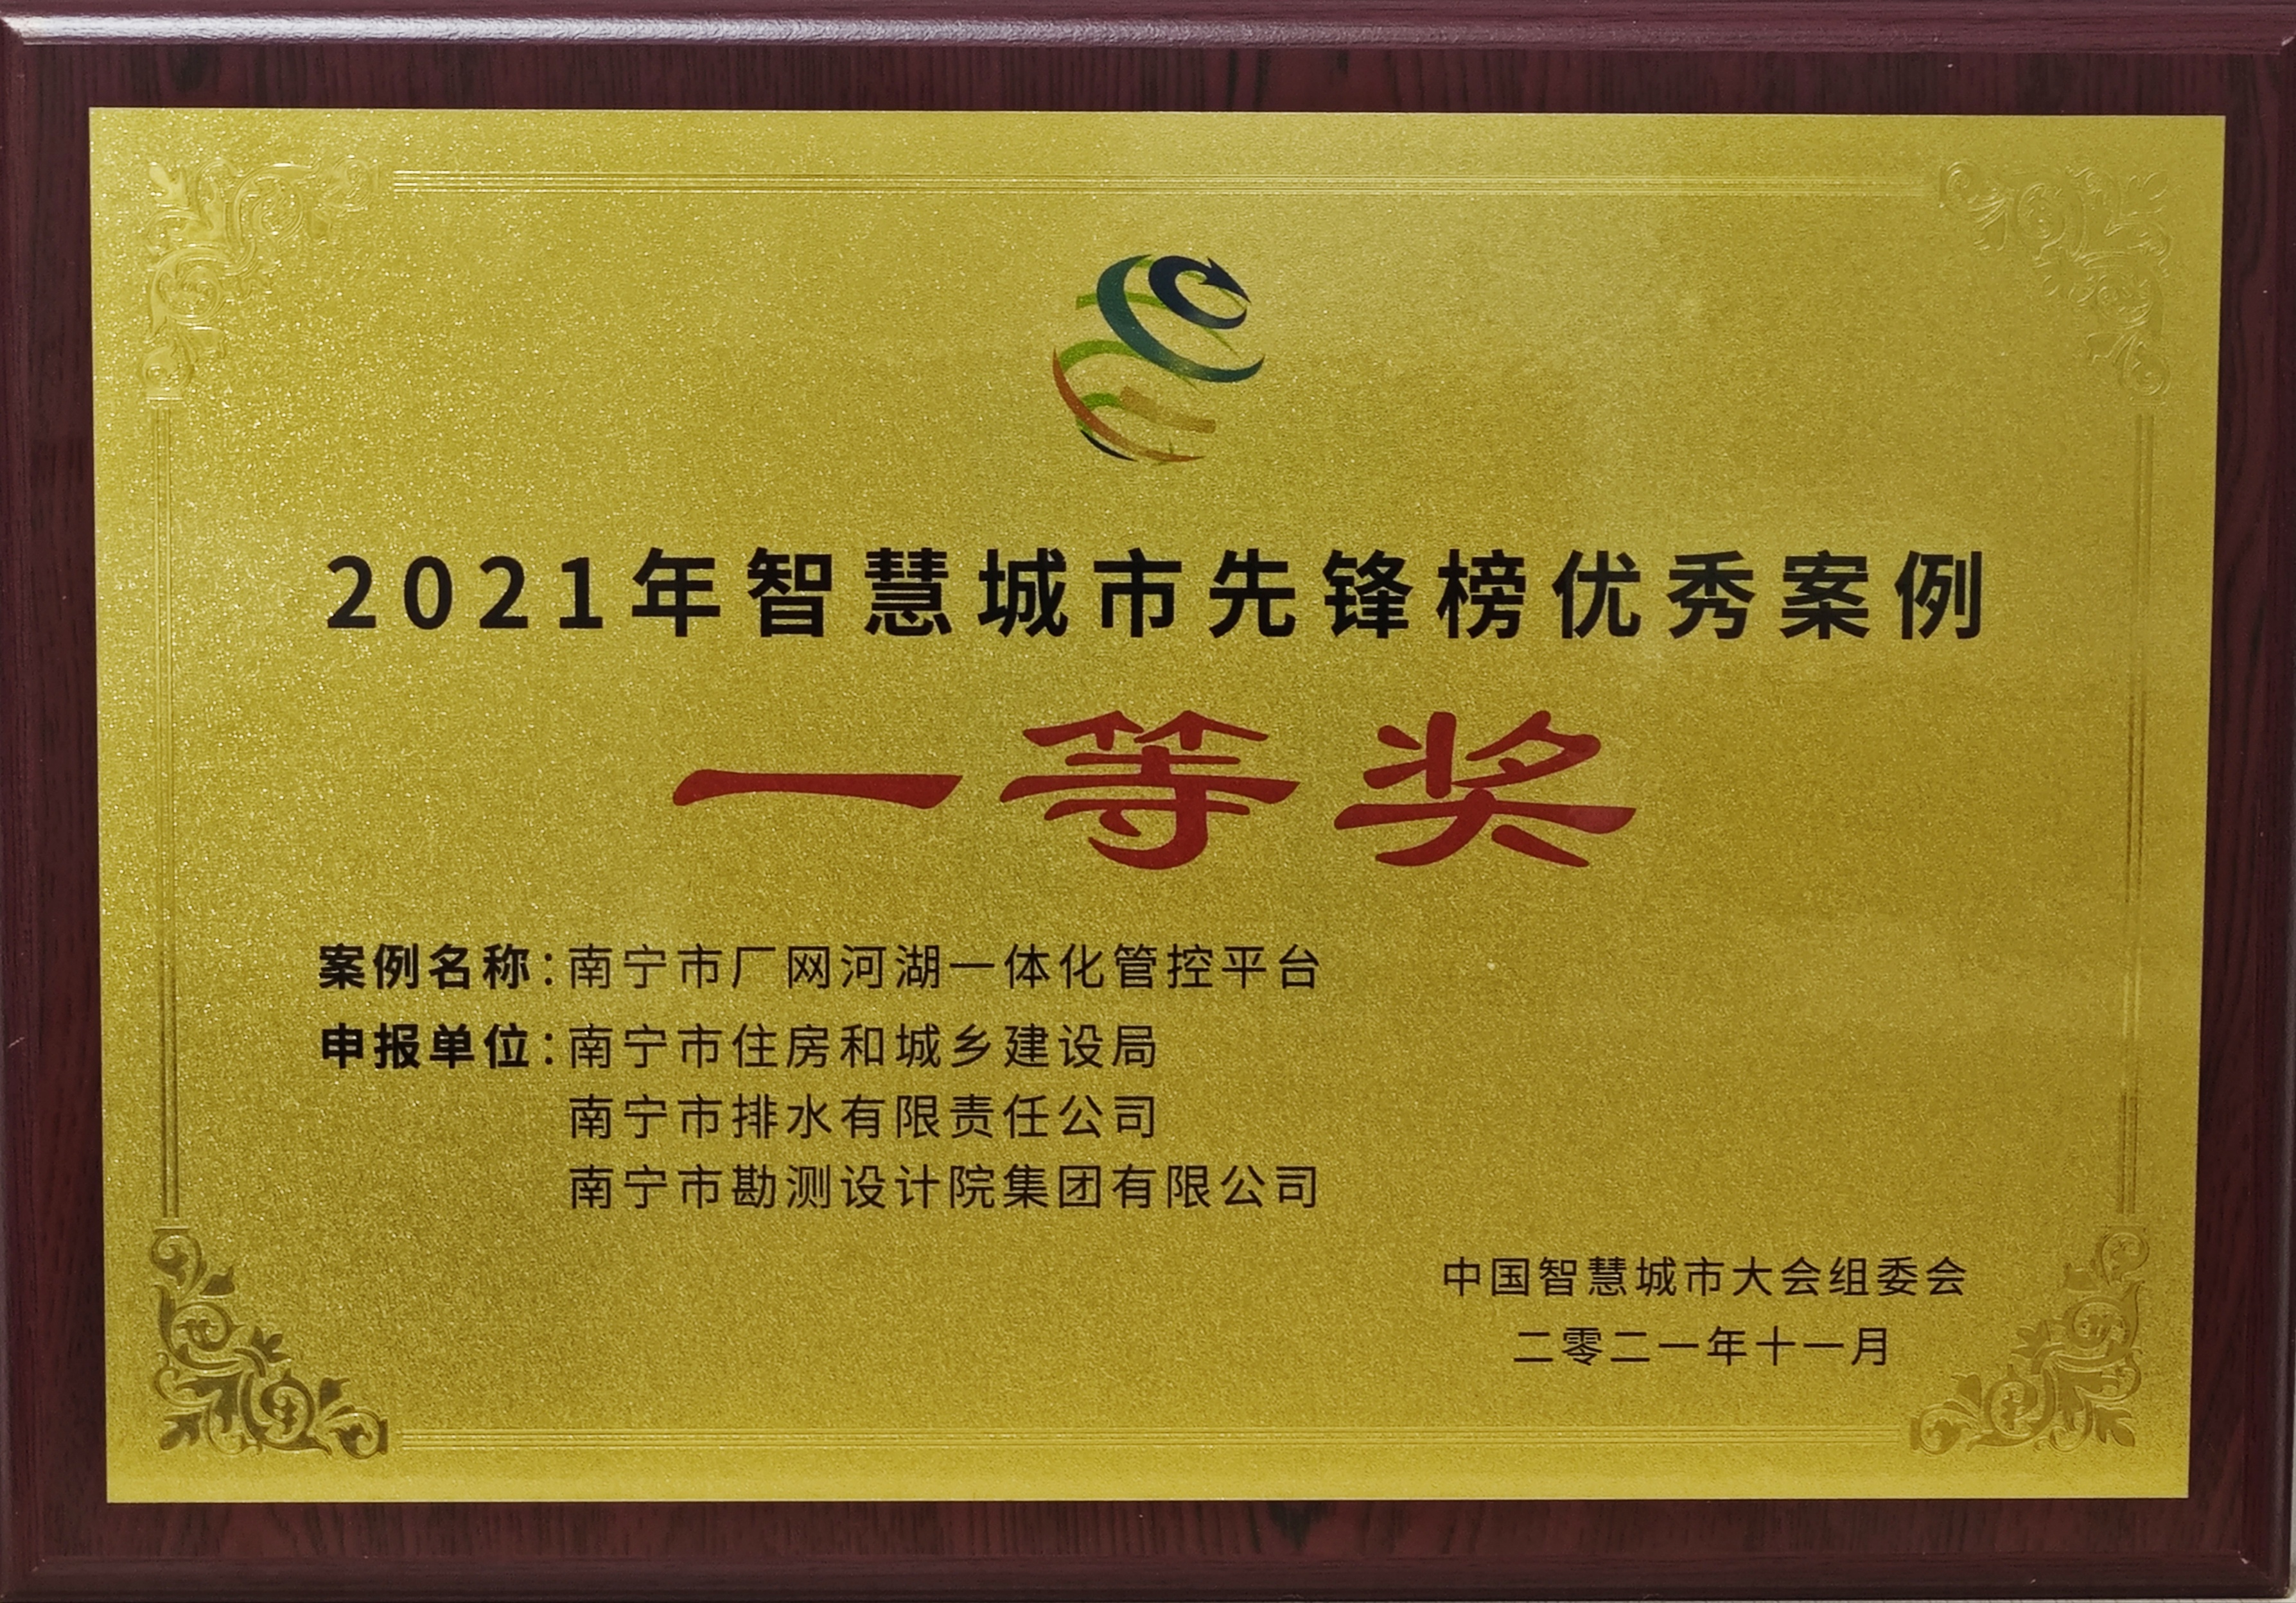 2021年智慧城市先锋榜优秀案例
一等奖
案例名称：南宁市厂网河湖一体化管控平台
申报单位：南宁市住房和城乡建设局
南宁市排水有限责任公司
南宁市勘测设计院集团有限公司
中国智慧城市大会组委会
二零二一年十一月